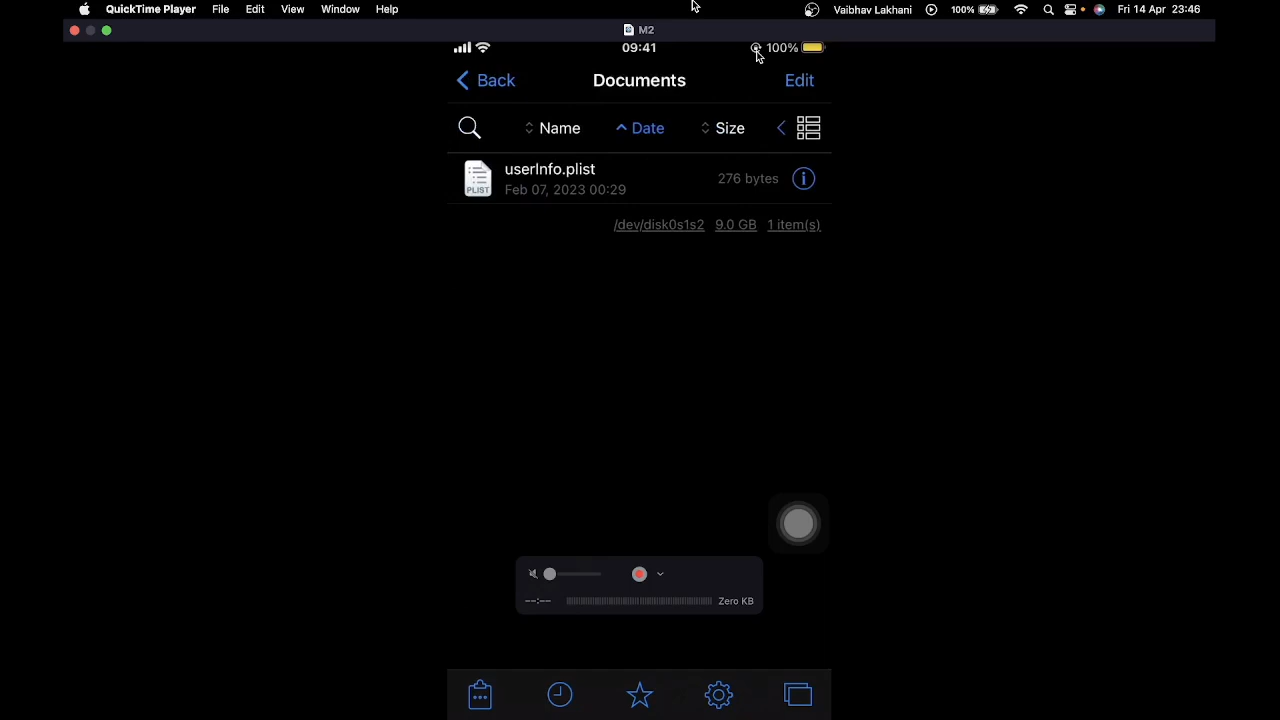 QuickTime Player File Edit View Window Help Vaibhav Lakhani 100% Fri 14 Apr 23:46
M2
09:41 100%
Back Documents Edit
Name Date Size
userInfo.plist
276 bytes
PLIST
Feb 07, 2023 00:29
/dev/disk0s1s2 9.0 GB 1 item(s)
--:-- Zero KB